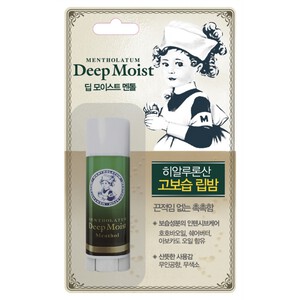 MENTHOLATUM
Deep Moist
딥 모이스트 멘톨
M
히알루론산
고보습 립밤
끈적임 없는 촉촉함
• 보습성분의 인텐시브케어
호호바오일, 쉐어버터,
아보카도 오일 함유
• 산뜻한 사용감
무인공향, 무색소
MENTHOLATUM
Deep Moist
Menthol